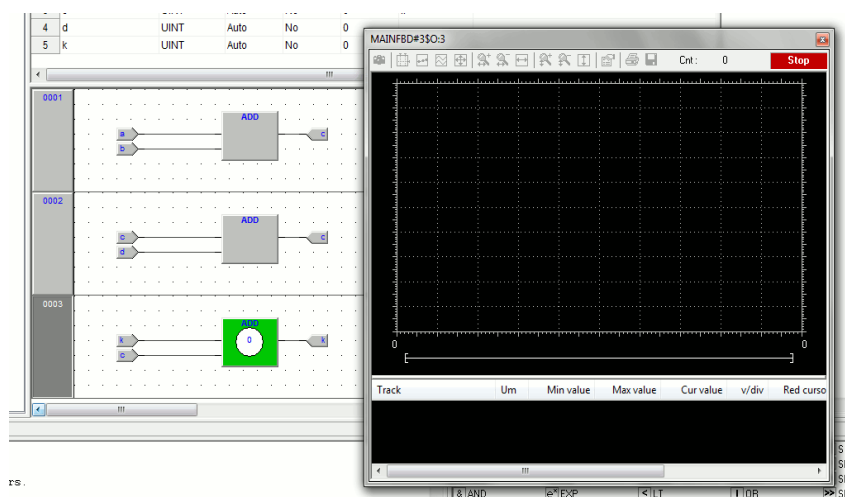 4 d UINT Auto No 0
5 k UINT Auto No 0
0001
ADD
a
b
c
0002
ADD
c
d
c
0003
ADD
0
k
c
k
MAINFBD#3$O:3
Cnt : 0 Stop
0 0
Track Um Min value Max value Cur value v/div Red curso
rs.
& AND e^x EXP < LT OR